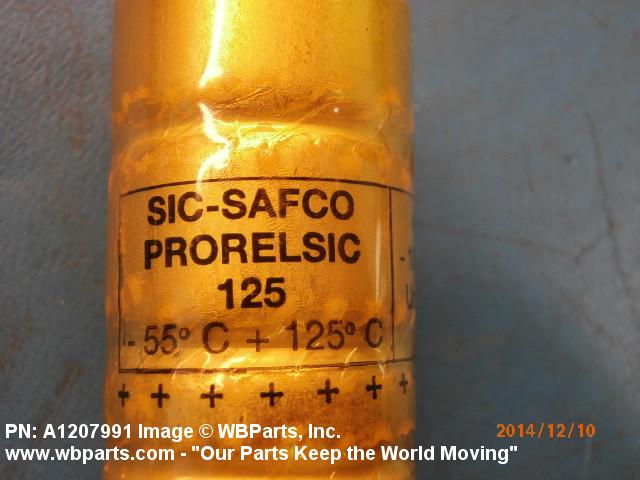 SIC-SAFCO
PRORELSIC
125
- 55° C + 125° C
+ + + + + + +
PN: A1207991 Image © WBParts, Inc.
2014/12/10
www.wbparts.com - "Our Parts Keep the World Moving"